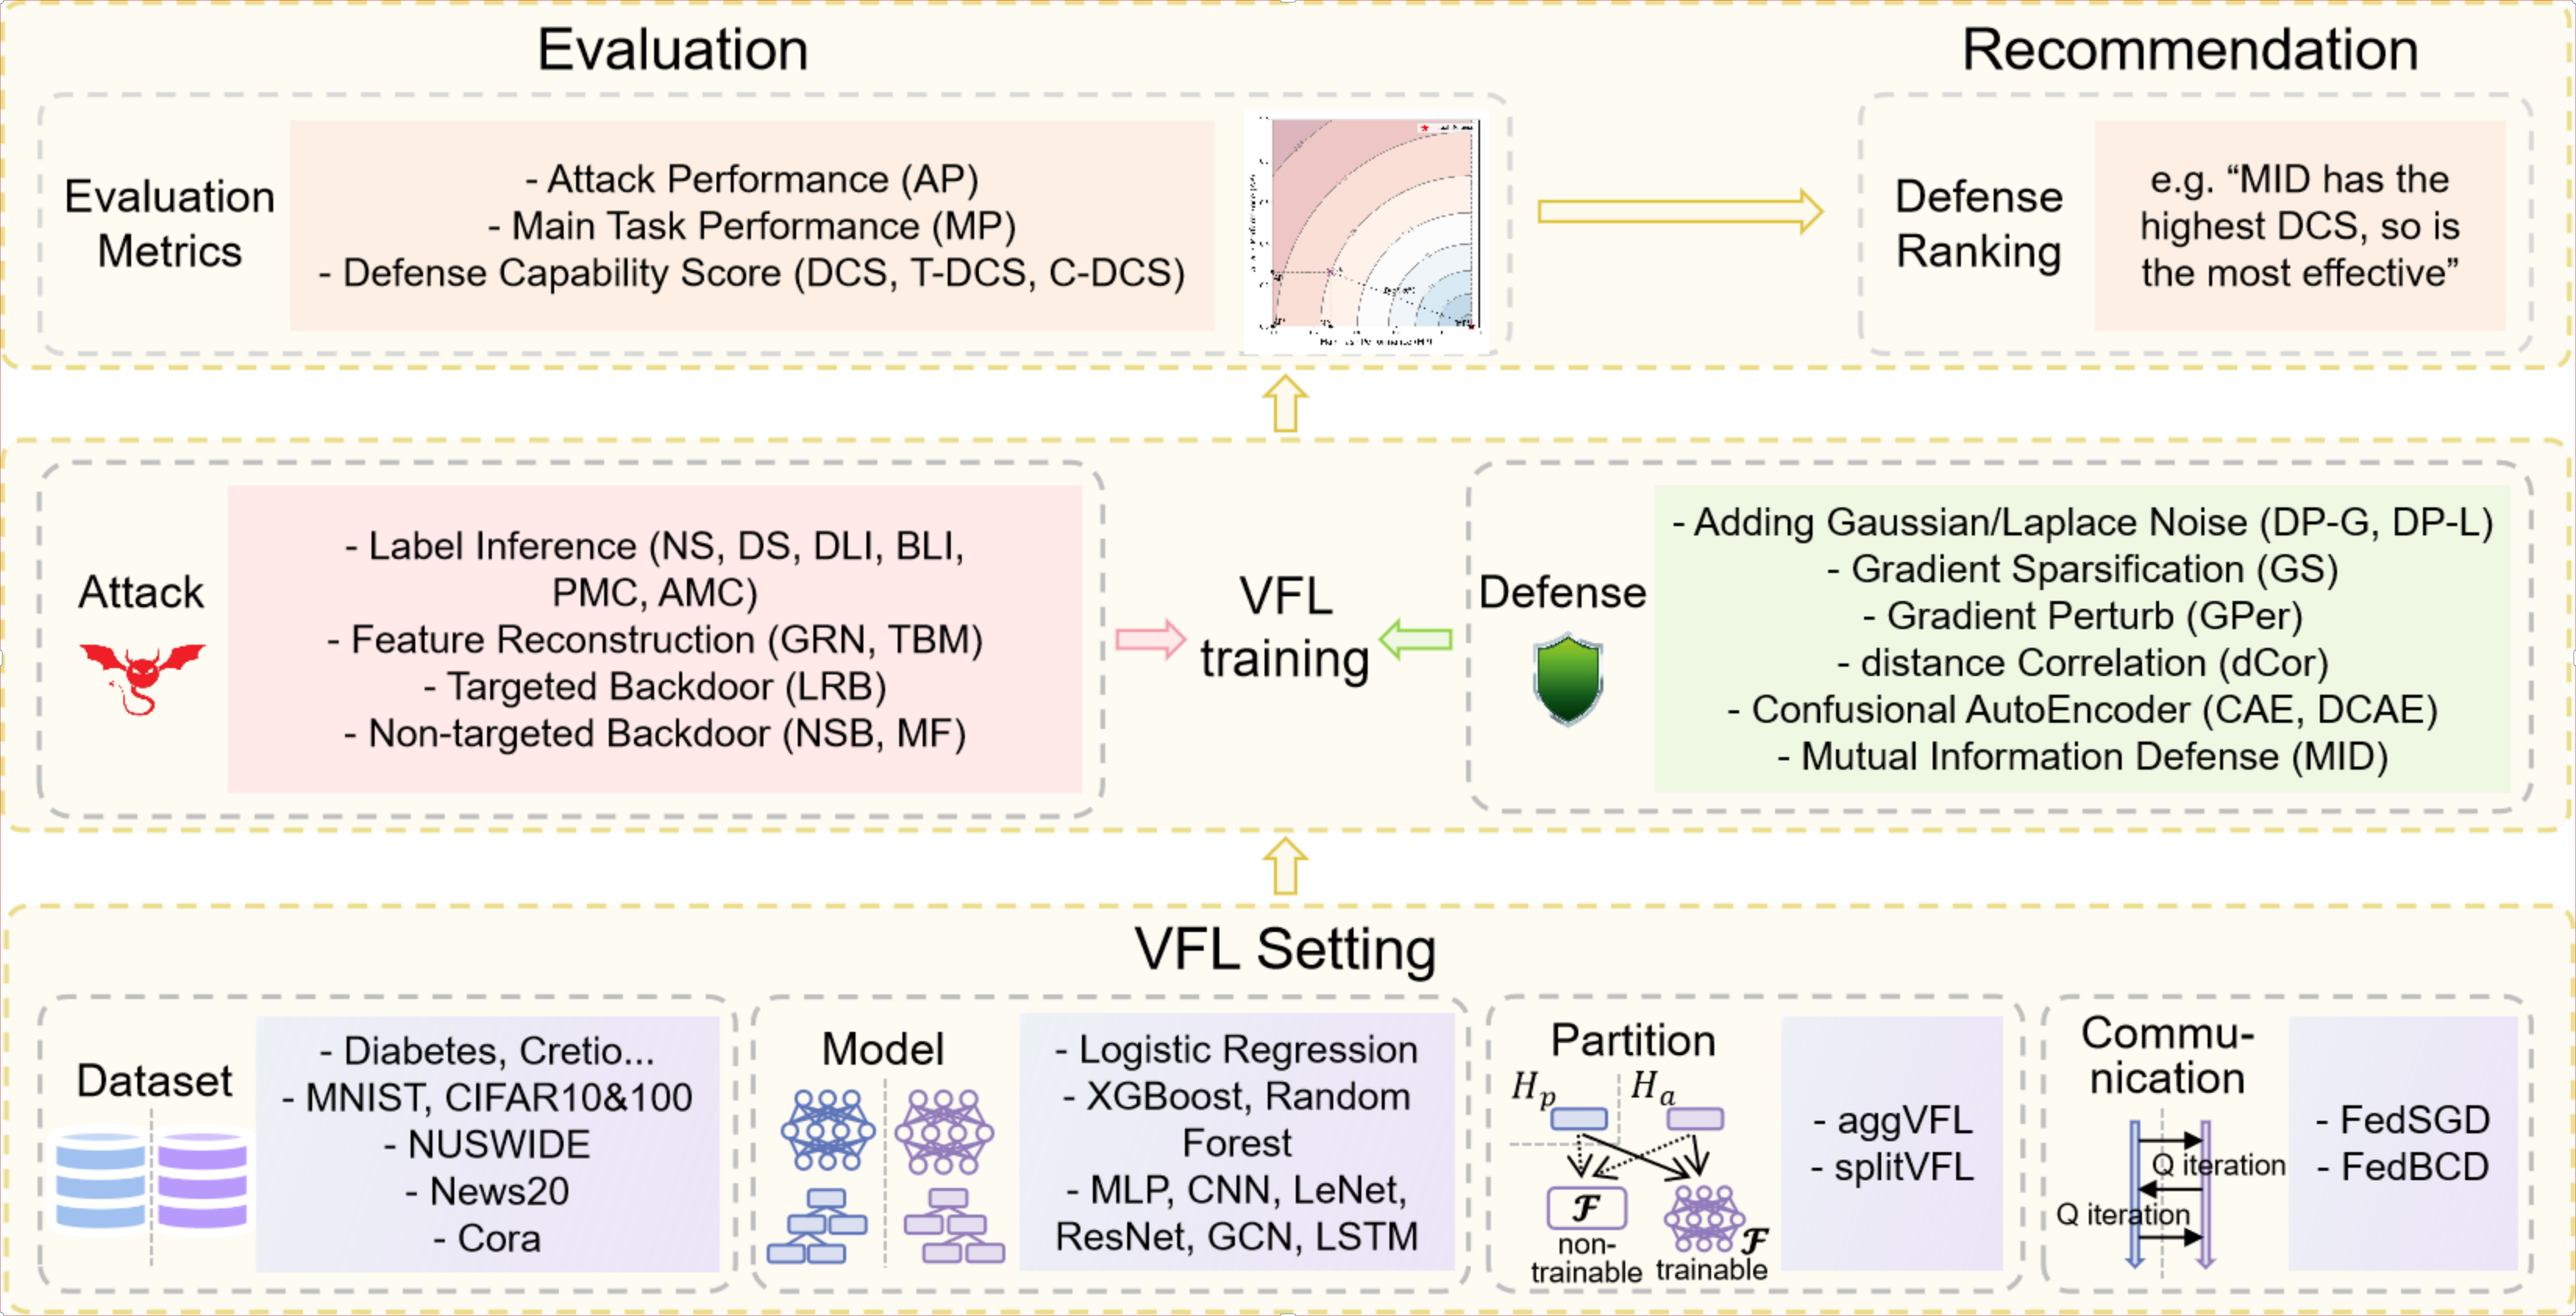 Evaluation
Recommendation
Evaluation
Metrics
- Attack Performance (AP)
- Main Task Performance (MP)
- Defense Capability Score (DCS, T-DCS, C-DCS)
Defense
Ranking
e.g. “MID has the
highest DCS, so is
the most effective”
Attack
- Label Inference (NS, DS, DLI, BLI,
PMC, AMC)
- Feature Reconstruction (GRN, TBM)
- Targeted Backdoor (LRB)
- Non-targeted Backdoor (NSB, MF)
VFL
training
Defense
- Adding Gaussian/Laplace Noise (DP-G, DP-L)
- Gradient Sparsification (GS)
- Gradient Perturb (GPer)
- distance Correlation (dCor)
- Confusional AutoEncoder (CAE, DCAE)
- Mutual Information Defense (MID)
VFL Setting
Dataset
- Diabetes, Cretio...
- MNIST, CIFAR10&100
- NUSWIDE
- News20
- Cora
Model
- Logistic Regression
- XGBoost, Random
Forest
- MLP, CNN, LeNet,
ResNet, GCN, LSTM
Partition
H_p H_a
ℱ
ℱ
non-
trainable
trainable
- aggVFL
- splitVFL
Commu-
nication
Q iteration
Q iteration
- FedSGD
- FedBCD